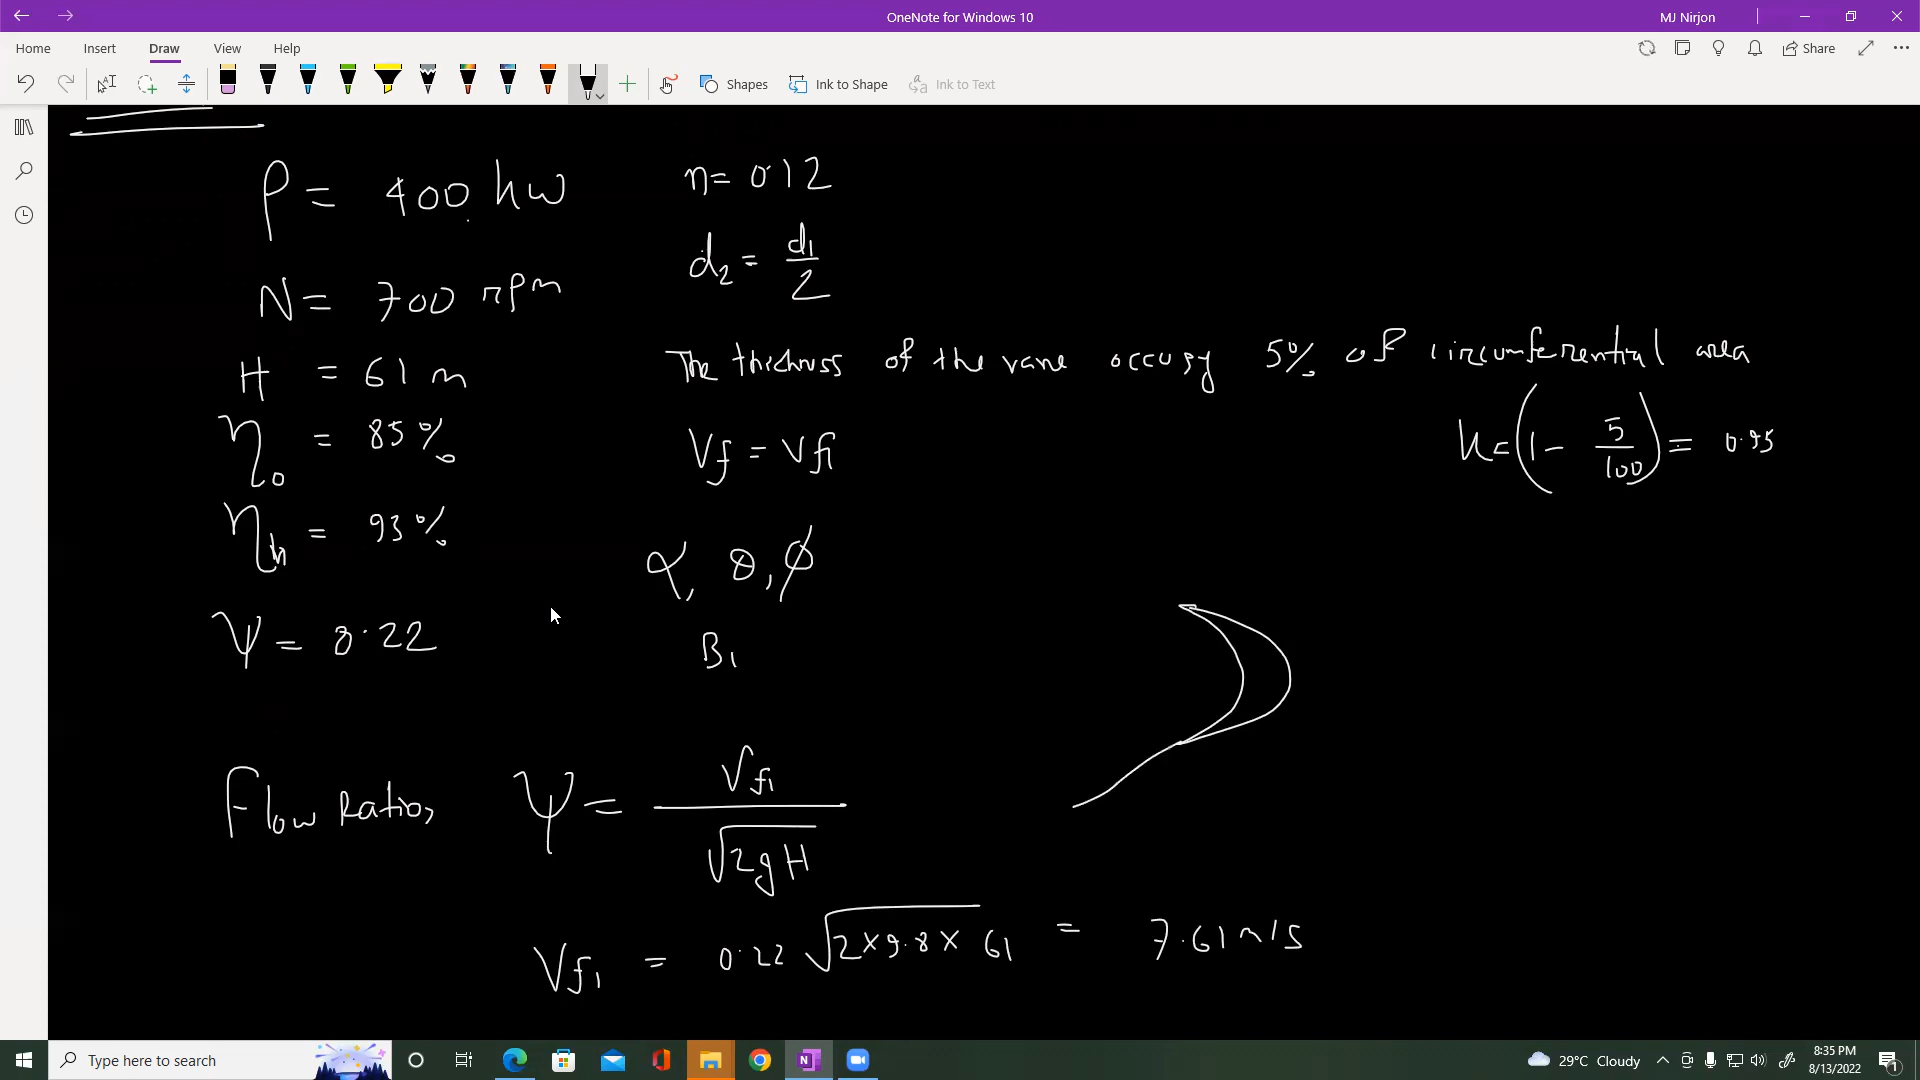 OneNote for Windows 10
MJ Nirjon
Home Insert Draw View Help
Share
Shapes Ink to Shape Ink to Text
P = 400 kw
N = 700 rpm
H = 61 m
η₀ = 85%
ηh = 93%
ψ = 0.22
n = 0.12
d₂ = d₁/2
The thickness of the vane occupy 5% of circumferential area
k = (1 - 5/100) = 0.95
Vf = Vf₁
α, θ, φ
B₁
Flow Ratio, ψ = Vf₁/√2gH
Vf₁ = 0.22 √2×9.8×61 = 7.61 m/s
Type here to search
29°C Cloudy
8:35 PM
8/13/2022
1